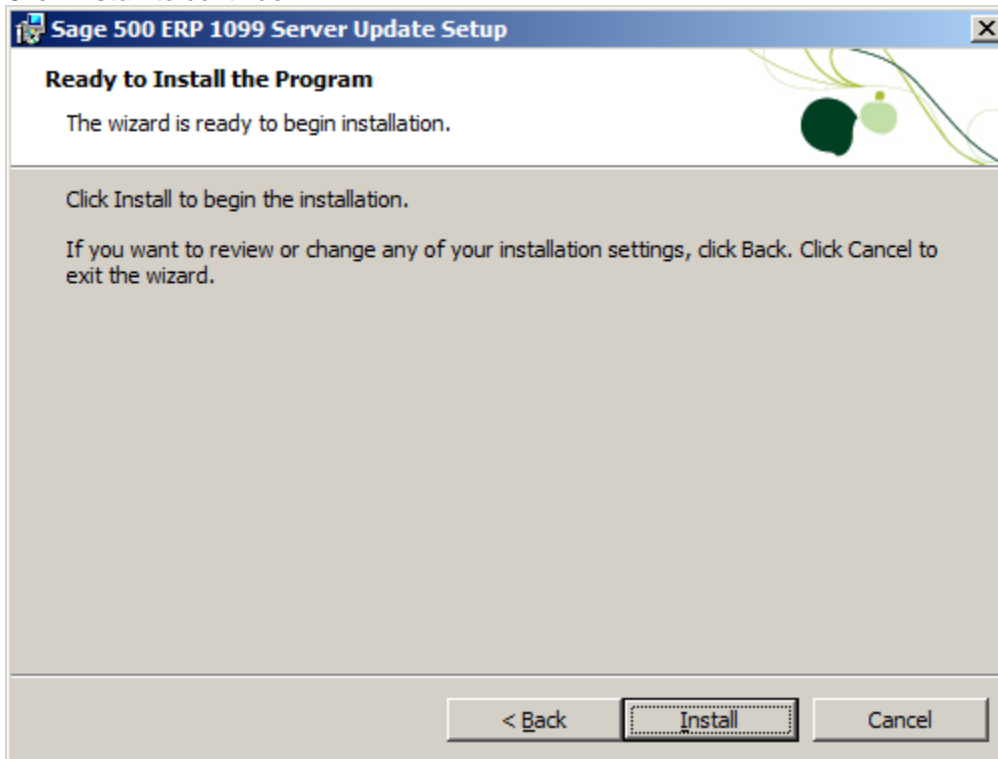 Sage 500 ERP 1099 Server Update Setup
Ready to Install the Program
The wizard is ready to begin installation.
Click Install to begin the installation.
If you want to review or change any of your installation settings, click Back. Click Cancel to
exit the wizard.
< Back Install Cancel